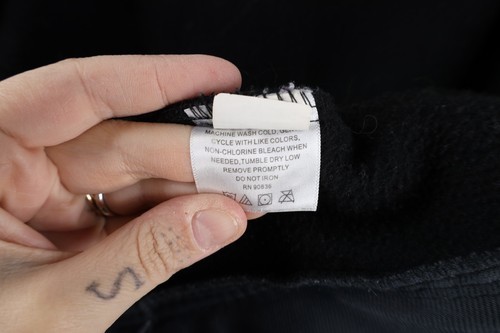 MACHINE WASH COLD,
CYCLE WITH LIKE COLORS,
NON-CHLORINE BLEACH WHEN
NEEDED,TUMBLE DRY LOW
REMOVE PROMPTLY
DO NOT IRON
RN 90836